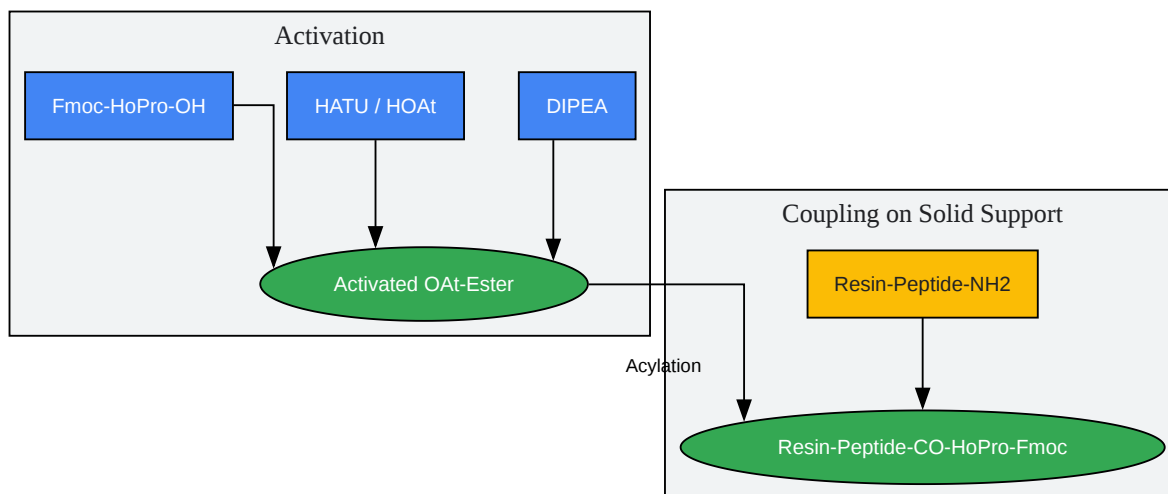 Activation
Fmoc-HoPro-OH
HATU / HOAt
DIPEA
Activated OAt-Ester
Acylation
Coupling on Solid Support
Resin-Peptide-NH2
Resin-Peptide-CO-HoPro-Fmoc